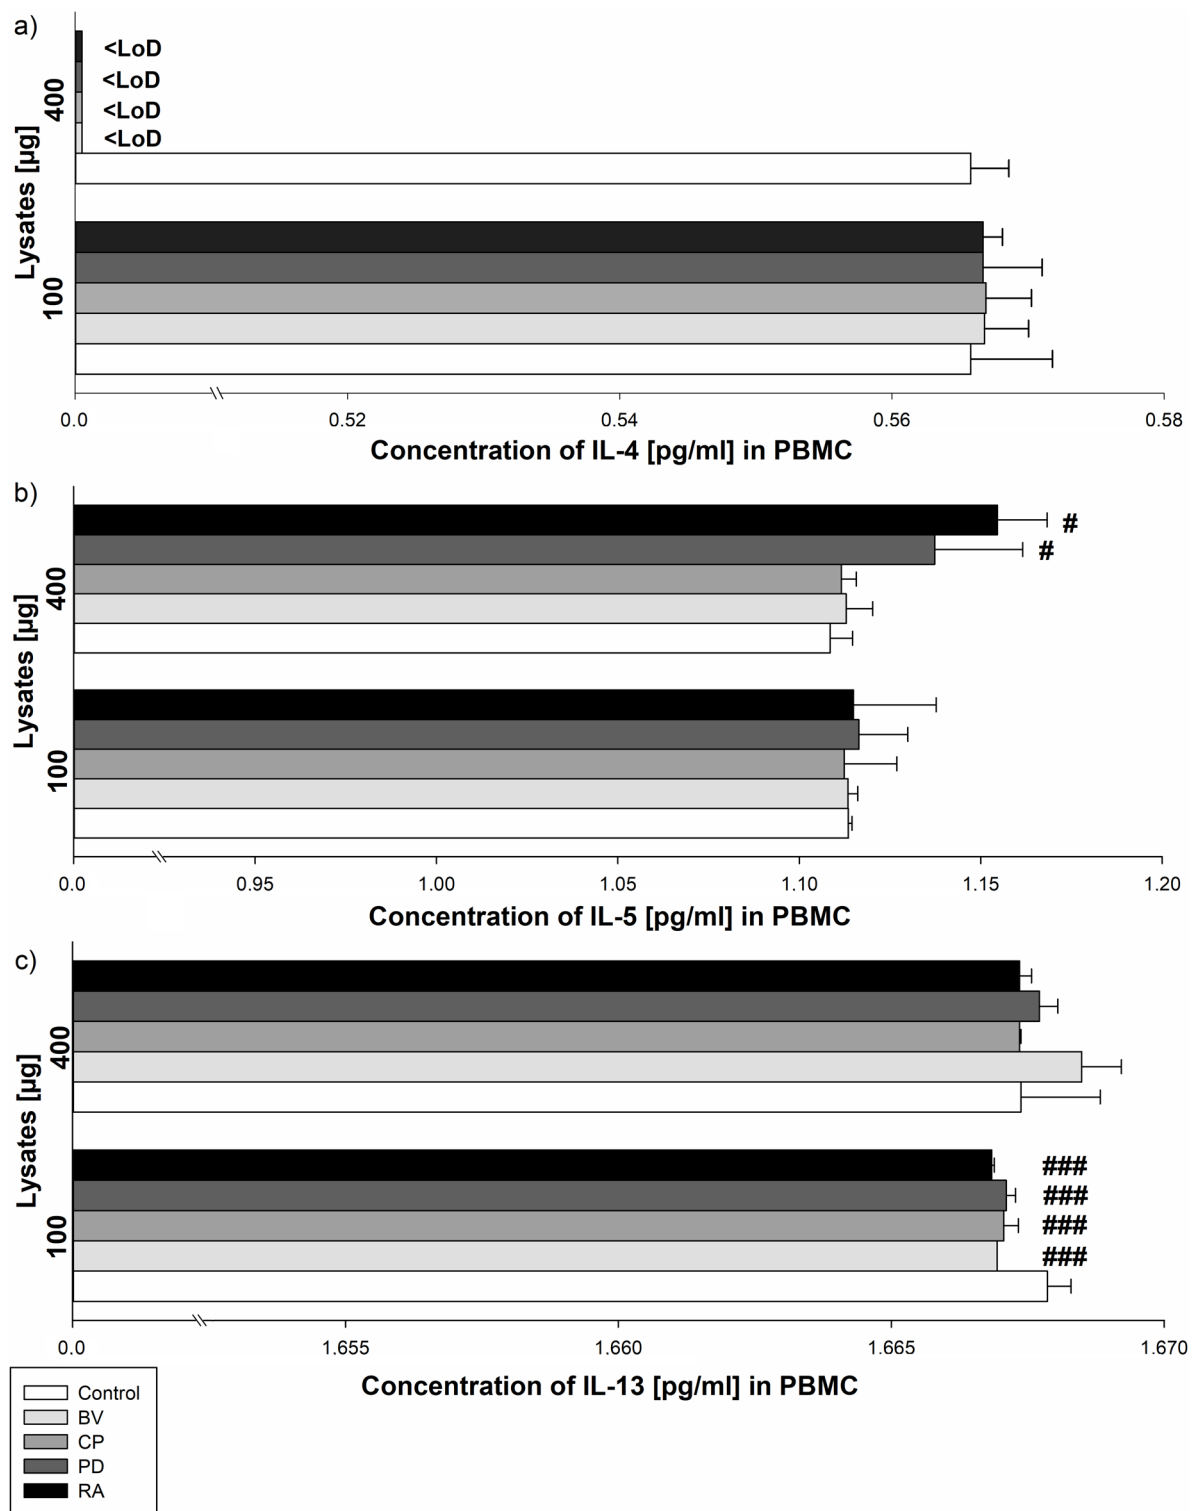 a)
<LoD
<LoD
<LoD
<LoD
400
100
Lysates [µg]
0.0 0.52 0.54 0.56 0.58
Concentration of IL-4 [pg/ml] in PBMC
b)
#
#
400
100
Lysates [µg]
0.0 0.95 1.00 1.05 1.10 1.15 1.20
Concentration of IL-5 [pg/ml] in PBMC
c)
400
100
Lysates [µg]
###
###
###
###
0.0 1.655 1.660 1.665 1.670
Concentration of IL-13 [pg/ml] in PBMC
Control
BV
CP
PD
RA